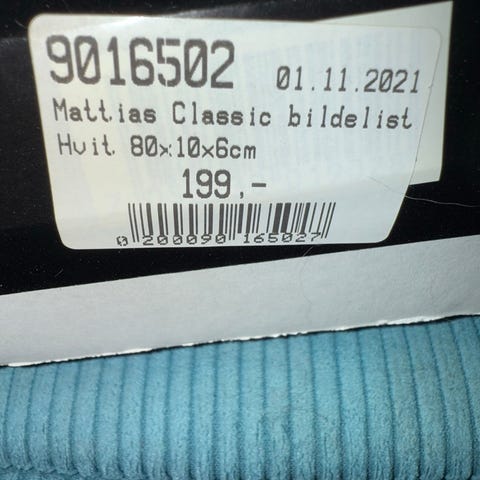 9016502 01.11.2021
Mattias Classic bildelist
Hvit 80x10x6cm
199,-
0 200090 165027